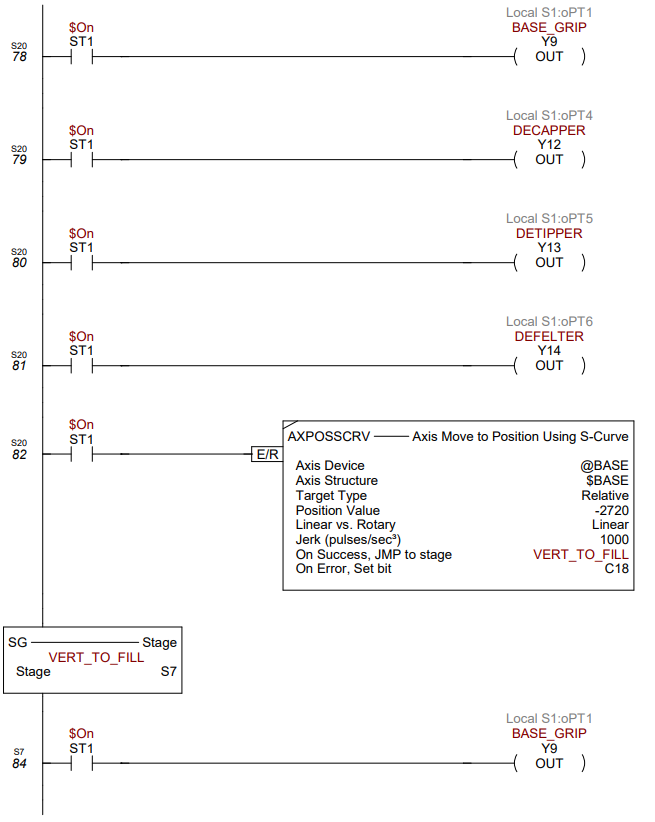 Local S1:oPT1
$On BASE_GRIP
S20 ST1 Y9
78 OUT
Local S1:oPT4
$On DECAPPER
S20 ST1 Y12
79 OUT
Local S1:oPT5
$On DETIPPER
S20 ST1 Y13
80 OUT
Local S1:oPT6
$On DEFELTER
S20 ST1 Y14
81 OUT
$On
S20 ST1
82 E/R
AXPOSSCRV Axis Move to Position Using S-Curve
Axis Device @BASE
Axis Structure $BASE
Target Type Relative
Position Value -2720
Linear vs. Rotary Linear
Jerk (pulses/sec³) 1000
On Success, JMP to stage VERT_TO_FILL
On Error, Set bit C18
SG Stage
VERT_TO_FILL
Stage S7
Local S1:oPT1
$On BASE_GRIP
S7 ST1 Y9
84 OUT